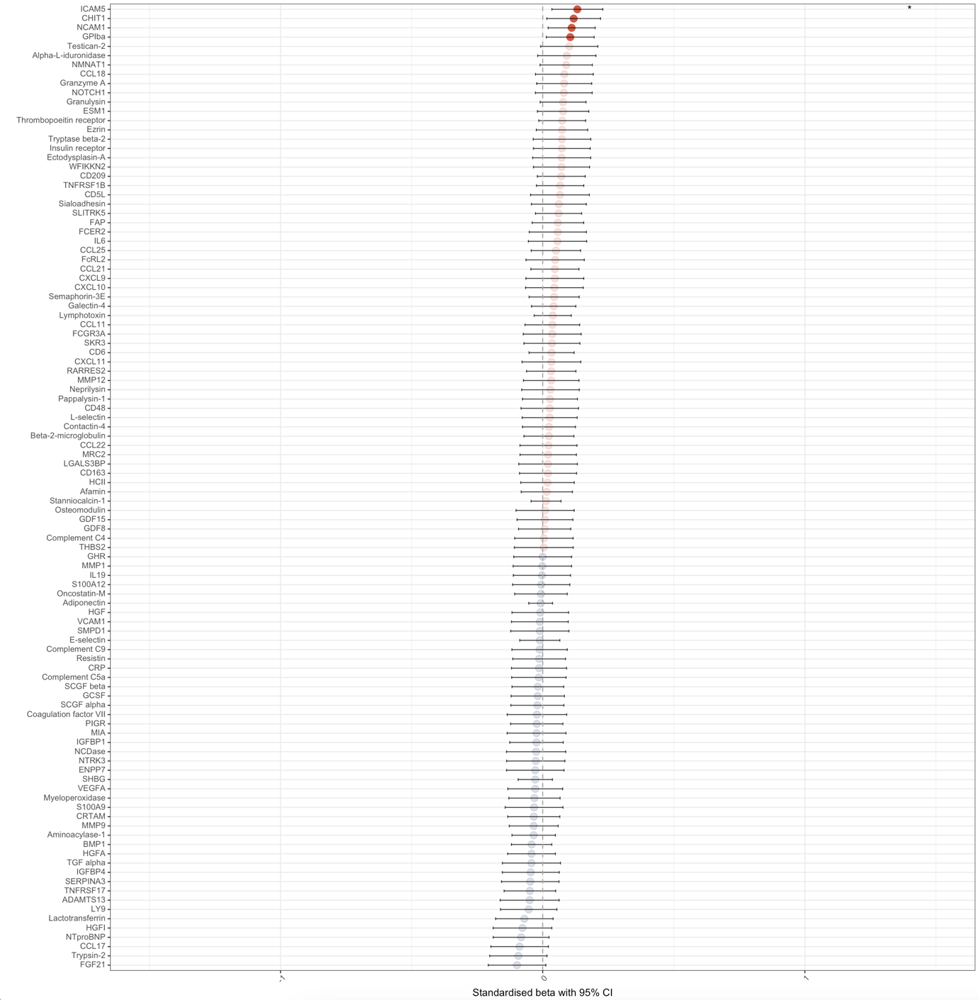 ICAM5 *
CHIT1
NCAM1
GPIba
Testican-2
Alpha-L-iduronidase
NMNAT1
CCL18
Granzyme A
NOTCH1
Granulysin
ESM1
Thrombopoeitin receptor
Ezrin
Tryptase beta-2
Insulin receptor
Ectodysplasin-A
WFIKKN2
CD209
TNFRSF1B
CD5L
Sialoadhesin
SLITRK5
FAP
FCER2
IL6
CCL25
FcRL2
CCL21
CXCL9
CXCL10
Semaphorin-3E
Galectin-4
Lymphotoxin
CCL11
FCGR3A
SKR3
CD6
CXCL11
RARRES2
MMP12
Neprilysin
Pappalysin-1
CD48
L-selectin
Contactin-4
Beta-2-microglobulin
CCL22
MRC2
LGALS3BP
CD163
HCII
Afamin
Stanniocalcin-1
Osteomodulin
GDF15
GDF8
Complement C4
THBS2
GHR
MMP1
IL19
S100A12
Oncostatin-M
Adiponectin
HGF
VCAM1
SMPD1
E-selectin
Complement C9
Resistin
CRP
Complement C5a
SCGF beta
GCSF
SCGF alpha
Coagulation factor VII
PIGR
MIA
IGFBP1
NCDase
NTRK3
ENPP7
SHBG
VEGFA
Myeloperoxidase
S100A9
CRTAM
MMP9
Aminoacylase-1
BMP1
HGFA
TGF alpha
IGFBP4
SERPINA3
TNFRSF17
ADAMTS13
LY9
Lactotransferrin
HGFI
NTproBNP
CCL17
Trypsin-2
FGF21
-1 0 1
Standardised beta with 95% CI